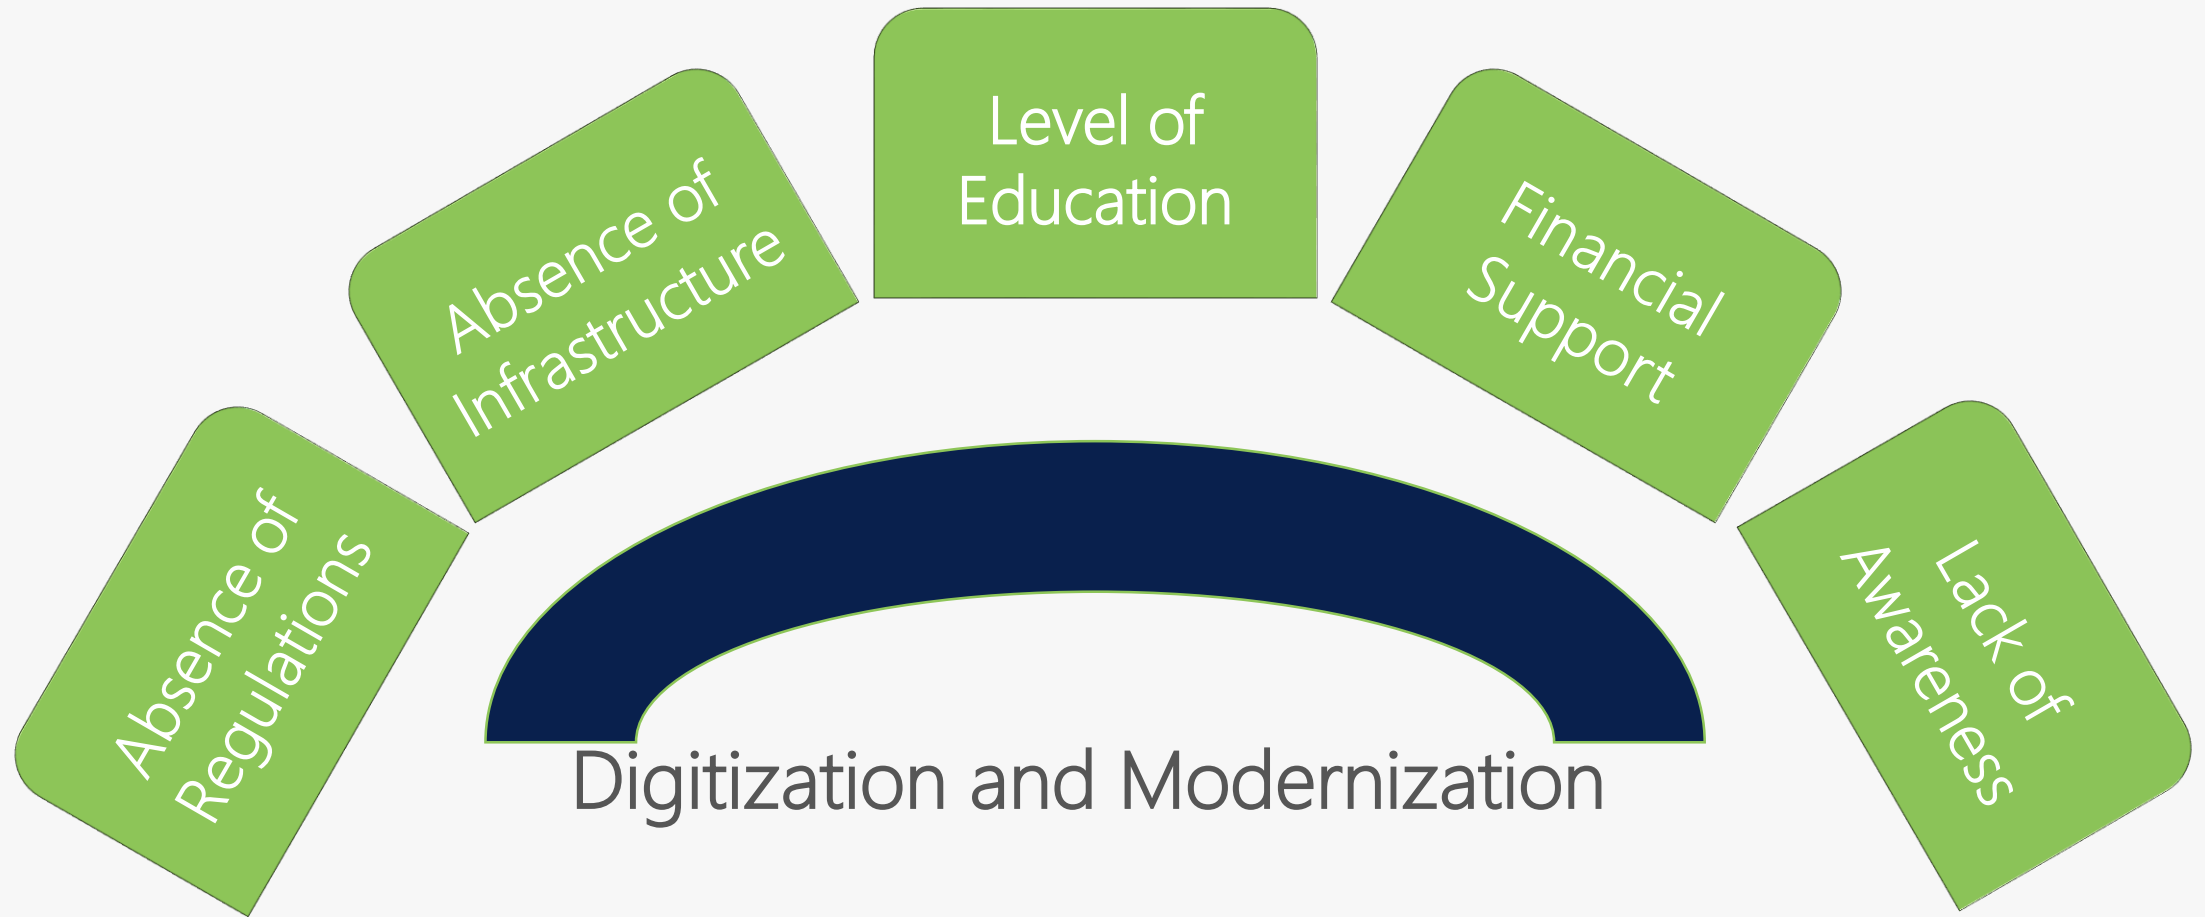 Absence of
Regulations
Absence of
Infrastructure
Level of
Education
Financial
Support
Lack of
Awareness
Digitization and Modernization